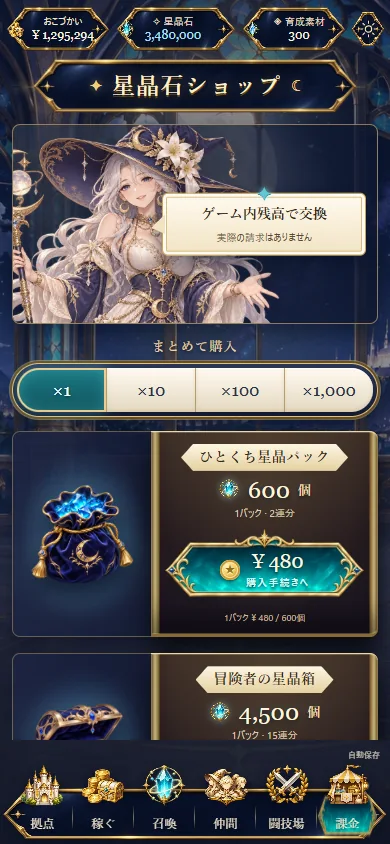 おこづかい
¥1,295,294
✧ 星晶石
3,480,000
◈ 育成素材
300
✦ 星晶石ショップ ☾
ゲーム内残高で交換
実際の請求はありません
まとめて購入
×1
×10
×100
×1,000
ひとくち星晶パック
600 個
1パック・2連分
¥480
購入手続きへ
1パック ¥480 / 600個
冒険者の星晶箱
4,500 個
1パック・15連分
自動保存
拠点
稼ぐ
召喚
仲間
闘技場
課金